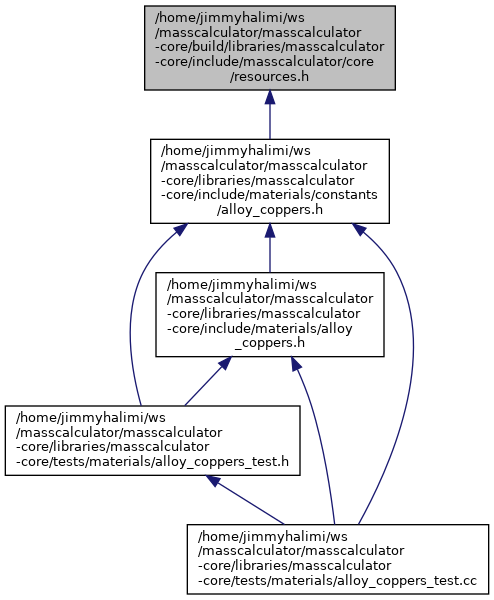 /home/jimmyhalimi/ws
/masscalculator/masscalculator
-core/build/libraries/masscalculator
-core/include/masscalculator/core
/resources.h
/home/jimmyhalimi/ws
/masscalculator/masscalculator
-core/libraries/masscalculator
-core/include/materials/constants
/alloy_coppers.h
/home/jimmyhalimi/ws
/masscalculator/masscalculator
-core/libraries/masscalculator
-core/include/materials/alloy
_coppers.h
/home/jimmyhalimi/ws
/masscalculator/masscalculator
-core/libraries/masscalculator
-core/tests/materials/alloy_coppers_test.h
/home/jimmyhalimi/ws
/masscalculator/masscalculator
-core/libraries/masscalculator
-core/tests/materials/alloy_coppers_test.cc